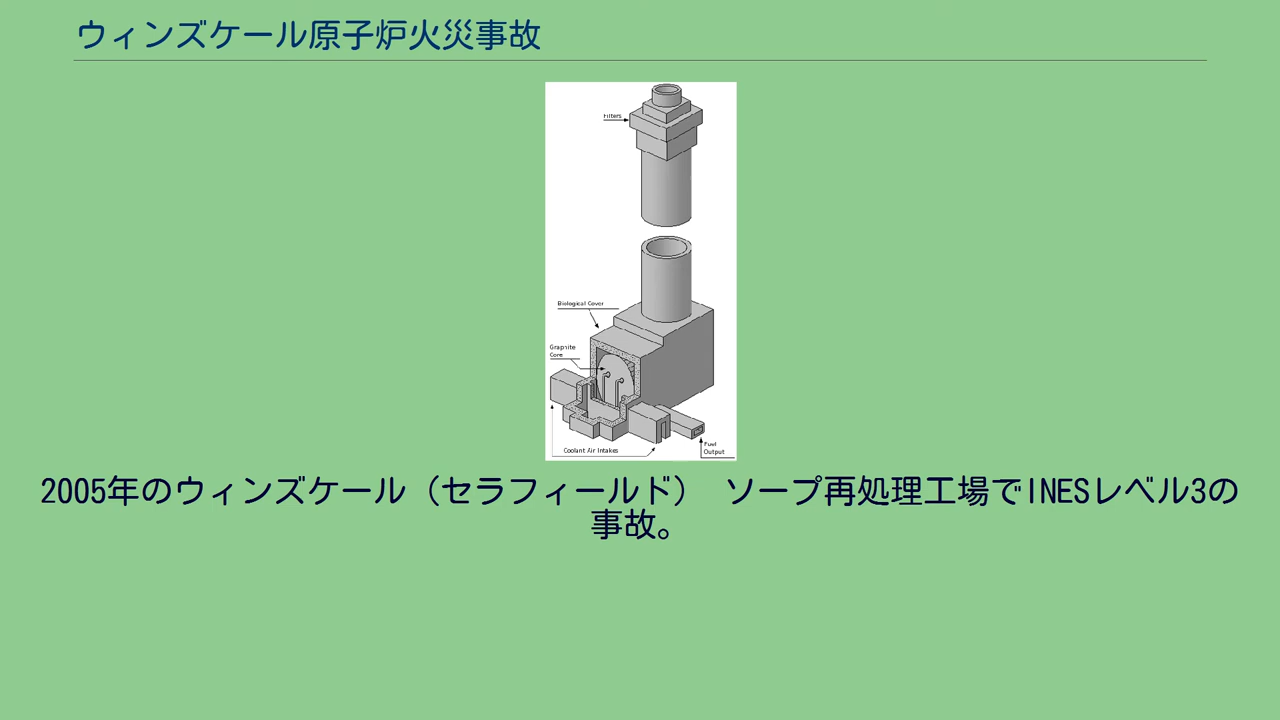 ウィンズケール原子炉火災事故
Filters
Biological Cover
Graphite
Core
Coolant Air Intakes
Fuel
Output
2005年のウィンズケール（セラフィールド） ソープ再処理工場でINESレベル3の
事故。